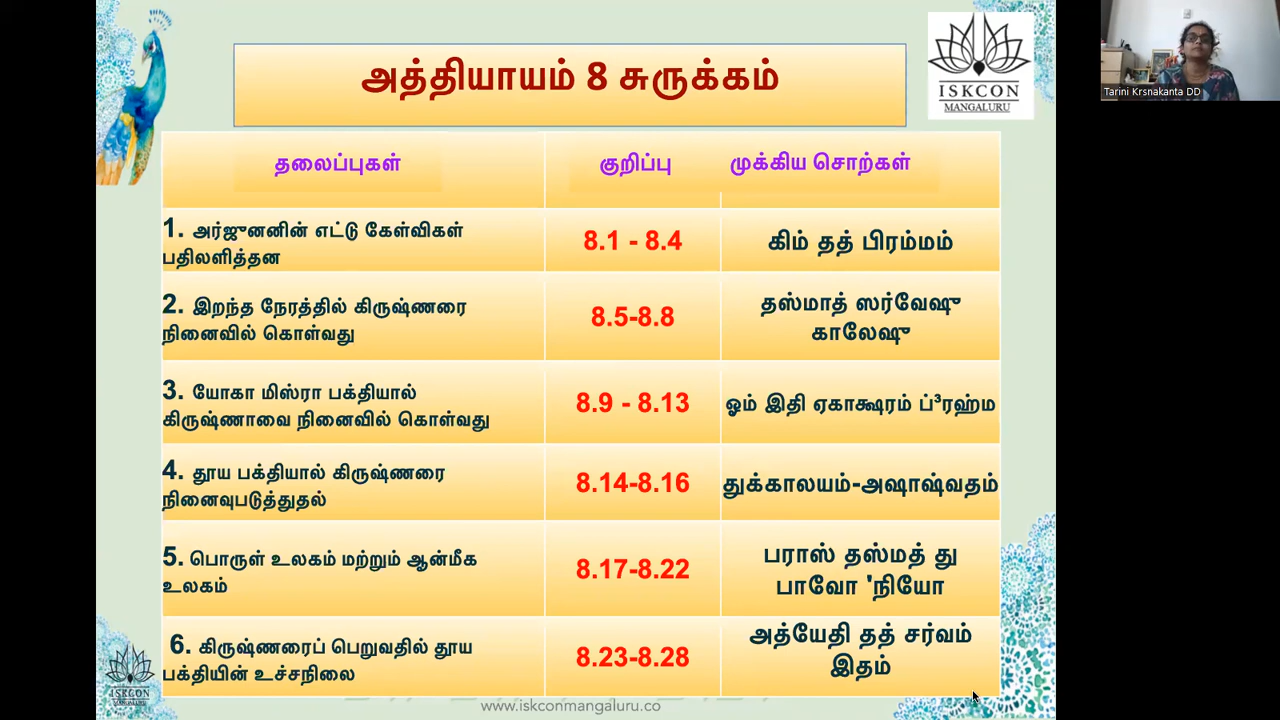 அத்தியாயம் 8 சுருக்கம்
ISKCON
MANGALURU
Tarini Krsnakanta DD
தலைப்புகள் குறிப்பு முக்கிய சொற்கள்
1. அர்ஜுனனின் எட்டு கேள்விகள்
பதிலளித்தன
8.1 - 8.4
கிம் தத் பிரம்மம்
2. இறந்த நேரத்தில் கிருஷ்ணரை
நினைவில் கொள்வது
8.5-8.8
தஸ்மாத் ஸர்வேஷு
காலேஷு
3. யோகா மிஸ்ரா பக்தியால்
கிருஷ்ணாவை நினைவில் கொள்வது
8.9 - 8.13
ஓம் இதி ஏகாக்ஷரம் ப்³ரஹ்ம
4. தூய பக்தியால் கிருஷ்ணரை
நினைவுபடுத்துதல்
8.14-8.16
துக்காலயம்-அஷாஷ்வதம்
5. பொருள் உலகம் மற்றும் ஆன்மீக
உலகம்
8.17-8.22
பராஸ் தஸ்மத் து
பாவோ 'நியோ
6. கிருஷ்ணரைப் பெறுவதில் தூய
பக்தியின் உச்சநிலை
8.23-8.28
அத்யேதி தத் சர்வம்
இதம்
ISKCON
MANGALURU
www.iskconmangaluru.co